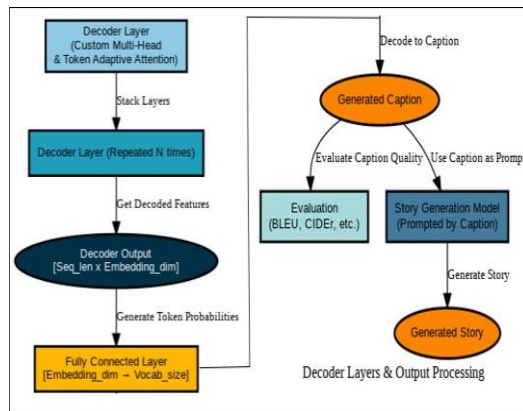 Decoder Layer
(Custom Multi-Head
& Token Adaptive Attention)
Stack Layers
Decoder Layer (Repeated N times)
Get Decoded Features
Decoder Output
[Seq_len x Embedding_dim]
Generate Token Probabilities
Fully Connected Layer
[Embedding_dim → Vocab_size]
Decode to Caption
Generated Caption
Evaluate Caption Quality
Use Caption as Prompt
Evaluation
(BLEU, CIDEr, etc.)
Story Generation Model
(Prompted by Caption)
Generate Story
Generated Story
Decoder Layers & Output Processing